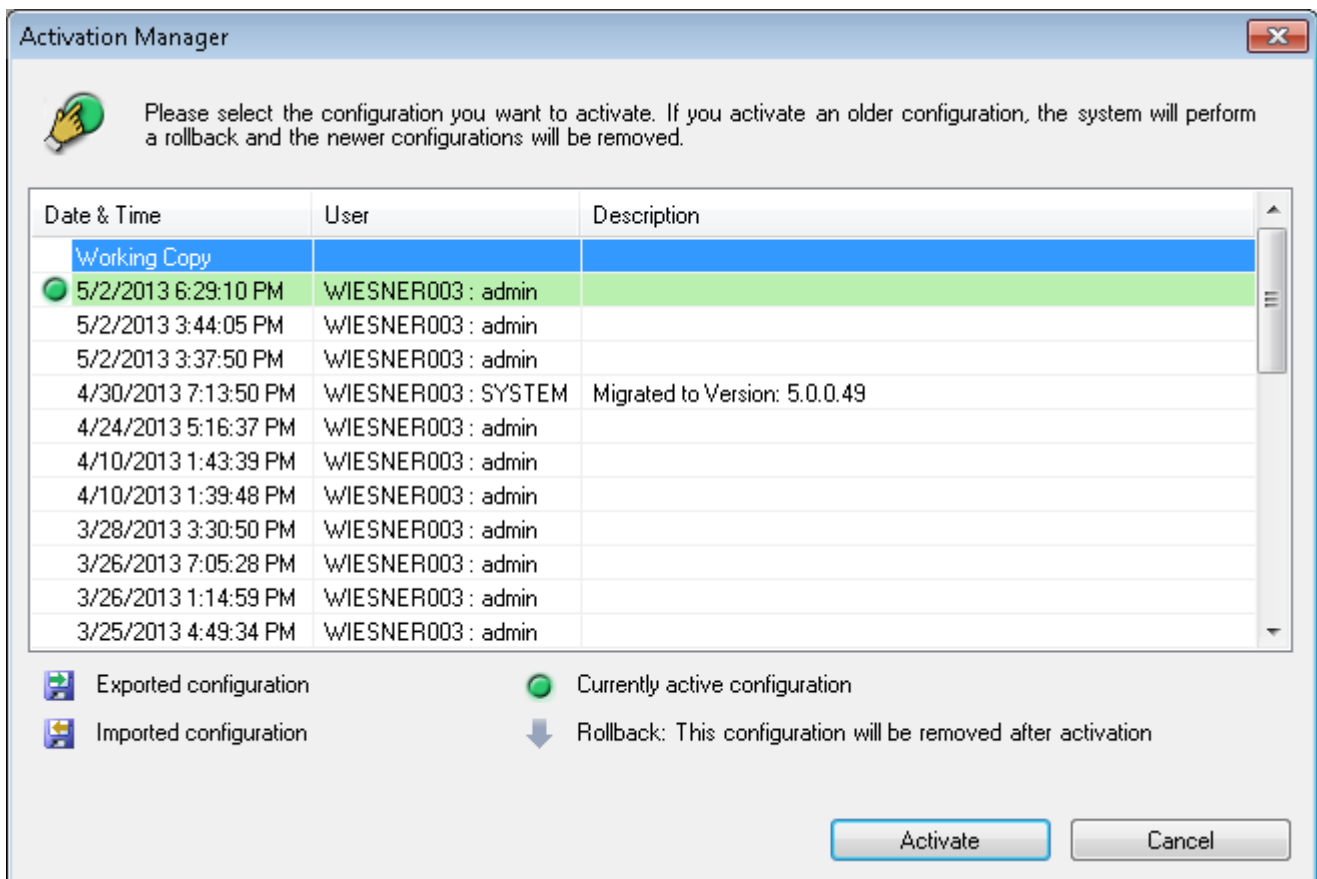 Activation Manager
Please select the configuration you want to activate. If you activate an older configuration, the system will perform
a rollback and the newer configurations will be removed.
Date & Time User Description
Working Copy
5/2/2013 6:29:10 PM WIESNER003 : admin
5/2/2013 3:44:05 PM WIESNER003 : admin
5/2/2013 3:37:50 PM WIESNER003 : admin
4/30/2013 7:13:50 PM WIESNER003 : SYSTEM Migrated to Version: 5.0.0.49
4/24/2013 5:16:37 PM WIESNER003 : admin
4/10/2013 1:43:39 PM WIESNER003 : admin
4/10/2013 1:39:48 PM WIESNER003 : admin
3/28/2013 3:30:50 PM WIESNER003 : admin
3/26/2013 7:05:28 PM WIESNER003 : admin
3/26/2013 1:14:59 PM WIESNER003 : admin
3/25/2013 4:49:34 PM WIESNER003 : admin
Exported configuration Currently active configuration
Imported configuration Rollback: This configuration will be removed after activation
Activate Cancel